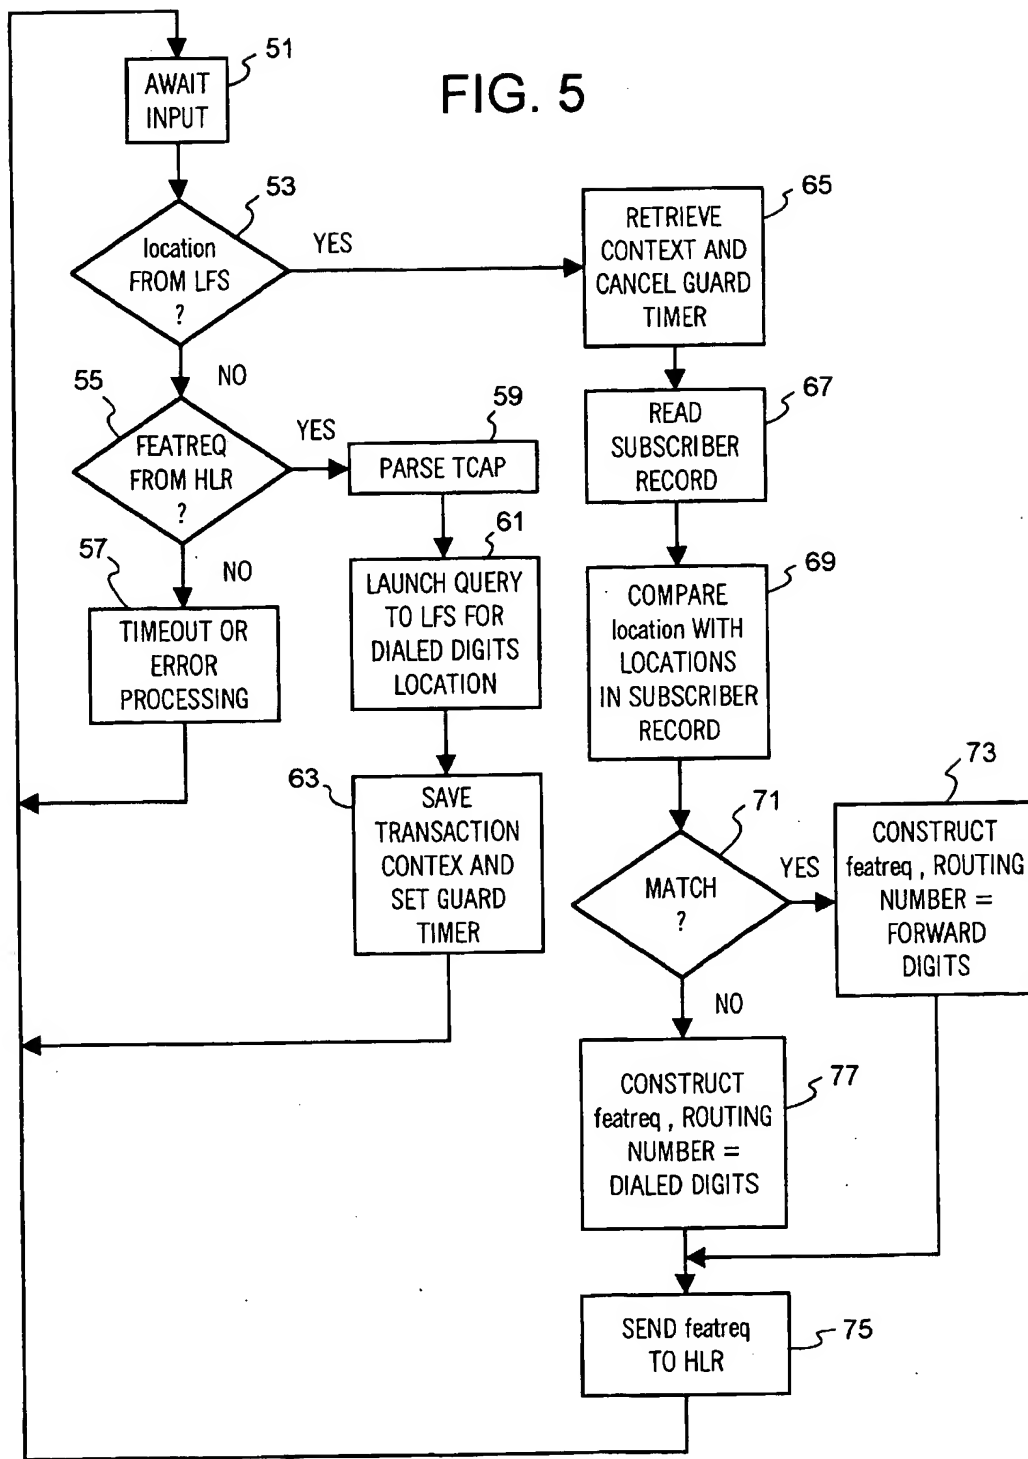 FIG. 5
51
AWAIT
INPUT
53
location
FROM LFS
?
YES
NO
55
FEATREQ
FROM HLR
?
YES
NO
57
TIMEOUT OR
ERROR
PROCESSING
59
PARSE TCAP
61
LAUNCH QUERY
TO LFS FOR
DIALED DIGITS
LOCATION
63
SAVE
TRANSACTION
CONTEX AND
SET GUARD
TIMER
65
RETRIEVE
CONTEXT AND
CANCEL GUARD
TIMER
67
READ
SUBSCRIBER
RECORD
69
COMPARE
location WITH
LOCATIONS
IN SUBSCRIBER
RECORD
71
MATCH
?
YES
NO
73
CONSTRUCT
featreq , ROUTING
NUMBER =
FORWARD
DIGITS
77
CONSTRUCT
featreq , ROUTING
NUMBER =
DIALED DIGITS
SEND featreq
TO HLR
75